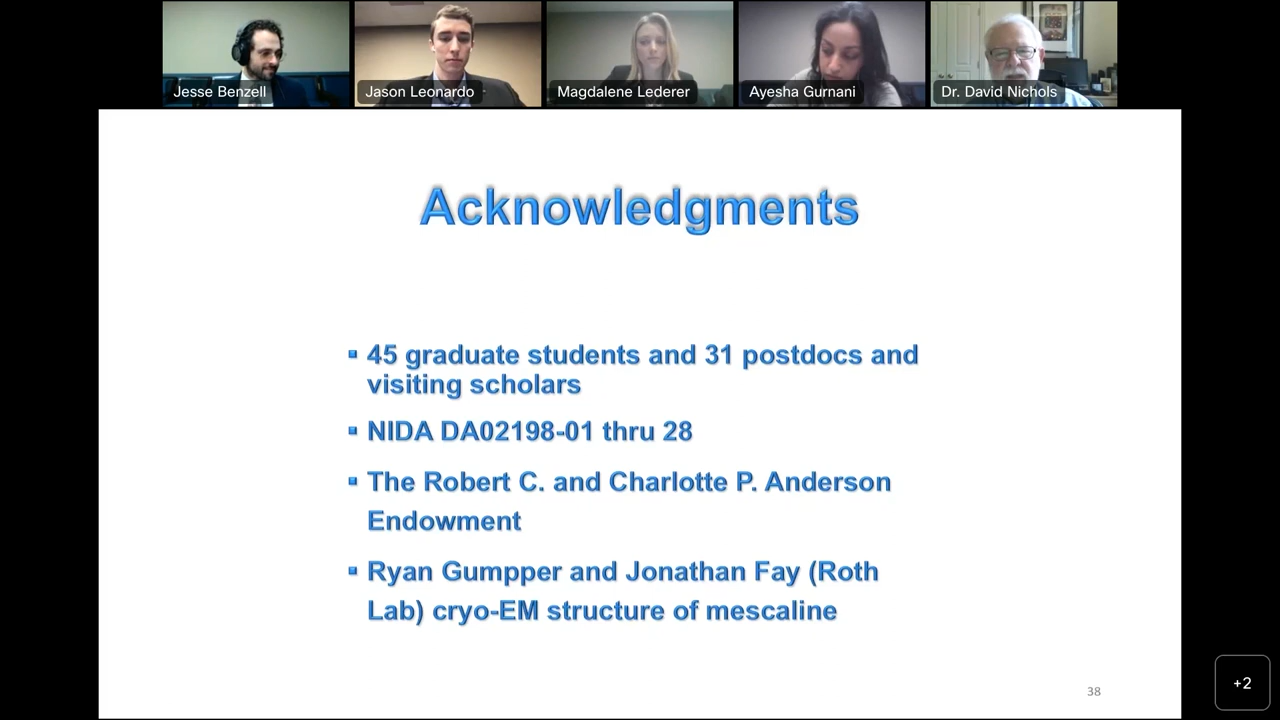 Jesse Benzell
Jason Leonardo
Magdalene Lederer
Ayesha Gurnani
Dr. David Nichols
Acknowledgments
▪ 45 graduate students and 31 postdocs and
visiting scholars
▪ NIDA DA02198-01 thru 28
▪ The Robert C. and Charlotte P. Anderson
Endowment
▪ Ryan Gumpper and Jonathan Fay (Roth
Lab) cryo-EM structure of mescaline
38
+2